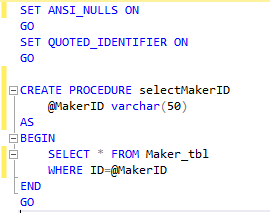 SET ANSI_NULLS ON
GO
SET QUOTED_IDENTIFIER ON
GO
CREATE PROCEDURE selectMakerID
@MakerID varchar(50)
AS
BEGIN
SELECT * FROM Maker_tbl
WHERE ID=@MakerID
END
GO